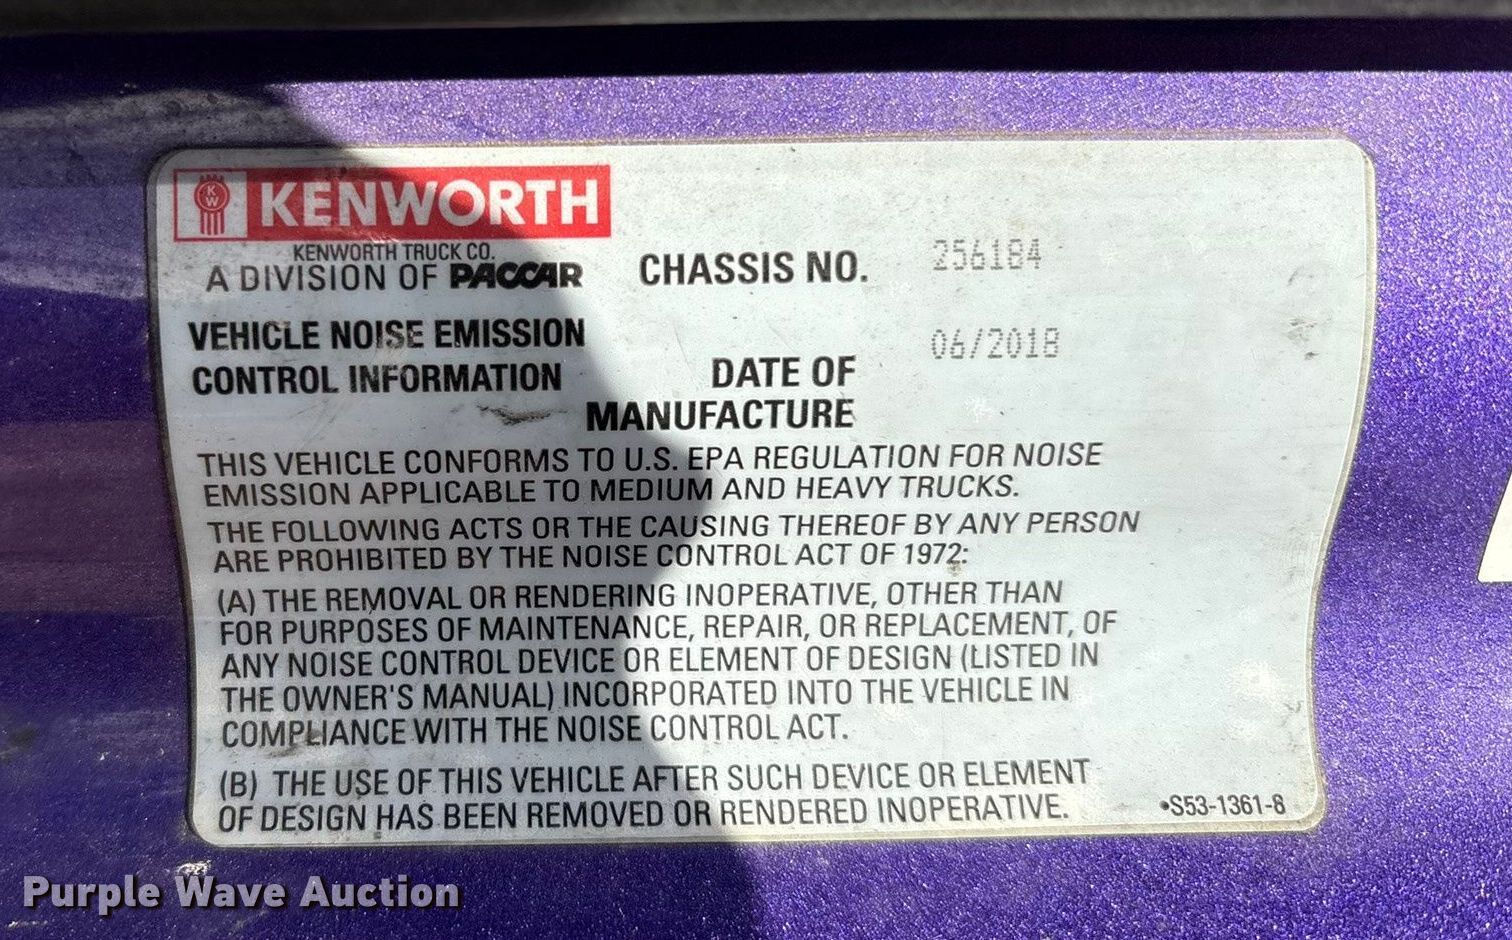 KW KENWORTH
KENWORTH TRUCK CO.
A DIVISION OF PACCAR
CHASSIS NO. 256184
VEHICLE NOISE EMISSION
CONTROL INFORMATION
DATE OF
MANUFACTURE
06/2018
THIS VEHICLE CONFORMS TO U.S. EPA REGULATION FOR NOISE
EMISSION APPLICABLE TO MEDIUM AND HEAVY TRUCKS.
THE FOLLOWING ACTS OR THE CAUSING THEREOF BY ANY PERSON
ARE PROHIBITED BY THE NOISE CONTROL ACT OF 1972:
(A) THE REMOVAL OR RENDERING INOPERATIVE, OTHER THAN
FOR PURPOSES OF MAINTENANCE, REPAIR, OR REPLACEMENT, OF
ANY NOISE CONTROL DEVICE OR ELEMENT OF DESIGN (LISTED IN
THE OWNER'S MANUAL) INCORPORATED INTO THE VEHICLE IN
COMPLIANCE WITH THE NOISE CONTROL ACT.
(B) THE USE OF THIS VEHICLE AFTER SUCH DEVICE OR ELEMENT
OF DESIGN HAS BEEN REMOVED OR RENDERED INOPERATIVE.
•S53-1361-8
Purple Wave Auction